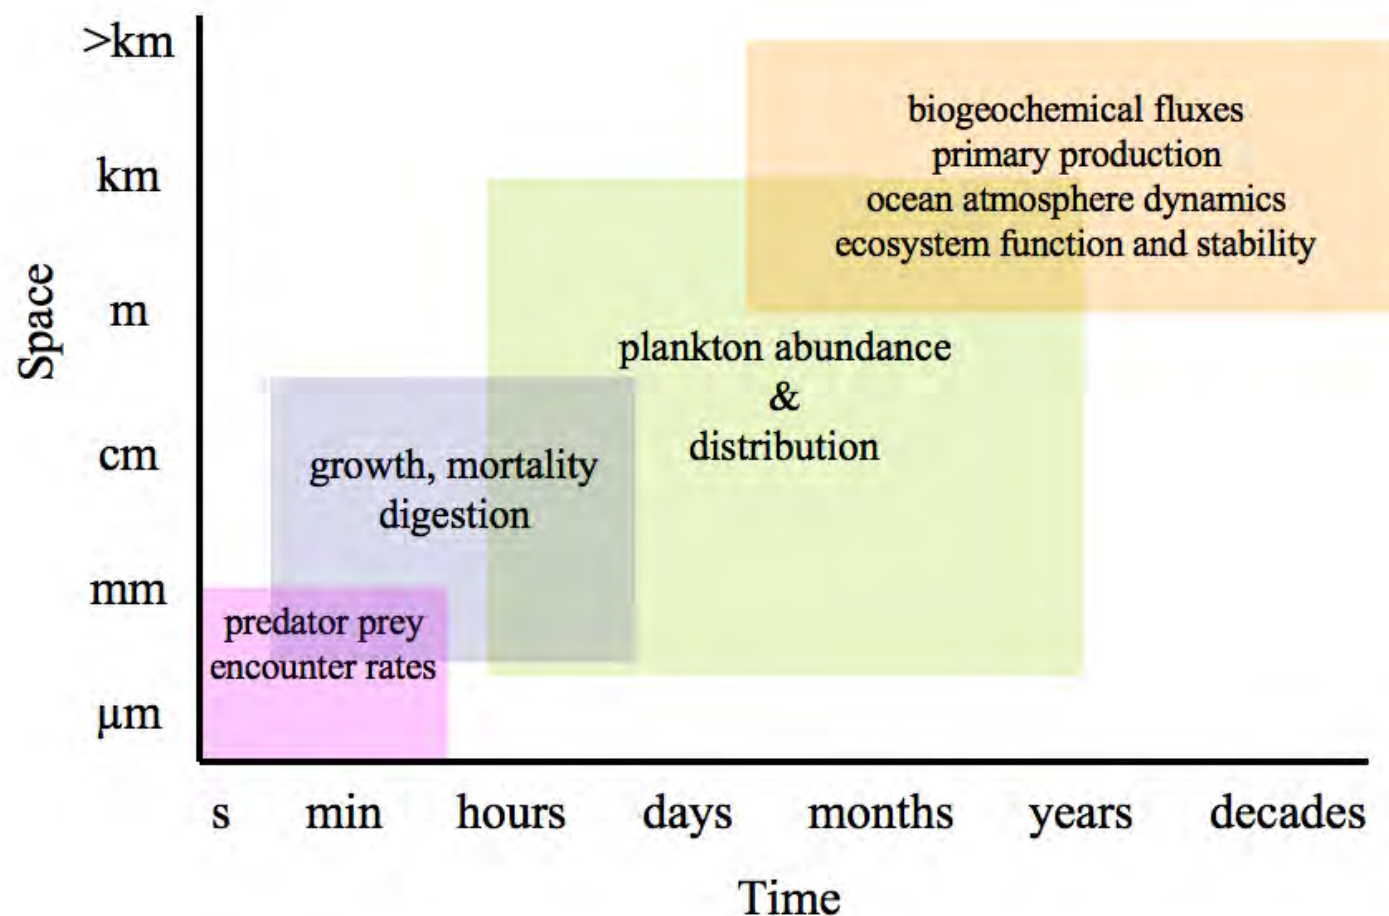 >km
km
m
cm
mm
μm
Space
biogeochemical fluxes
primary production
ocean atmosphere dynamics
ecosystem function and stability
plankton abundance
&
distribution
growth, mortality
digestion
predator prey
encounter rates
s min hours days months years decades
Time